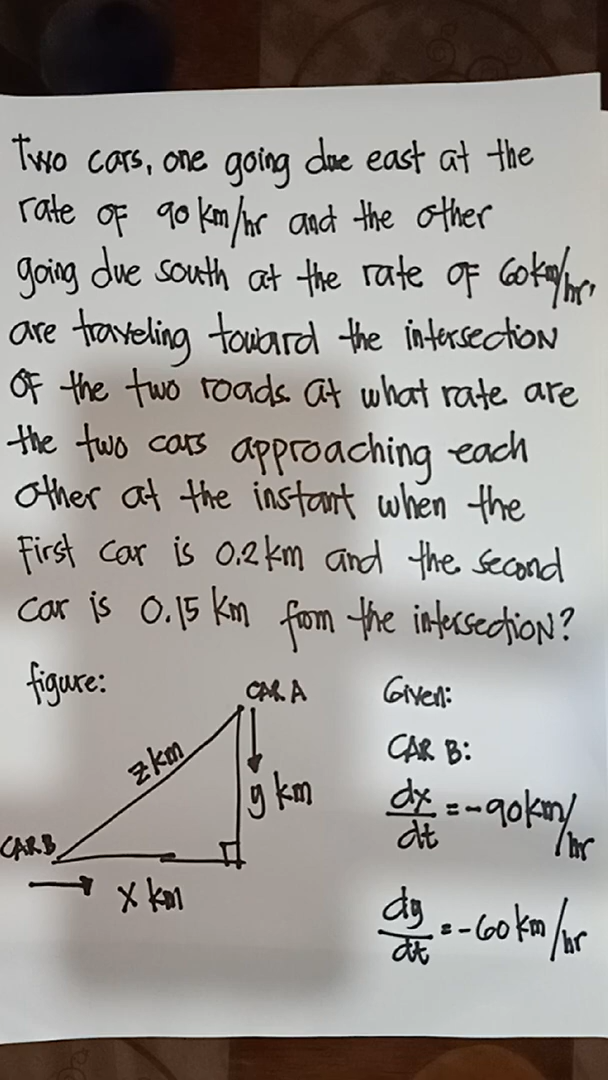 Two cars, one going due east at the
rate of 90 km/hr and the other
going due south at the rate of 60km/hr,
are traveling toward the intersection
of the two roads. at what rate are
the two cars approaching each
other at the instant when the
First car is 0.2 km and the second
car is 0.15 km from the intersection?
figure:
CAR A
z km
y km
CAR B
x km
Given:
CAR B:
dx/dt = -90km/hr
dy/dt = -60 km/hr